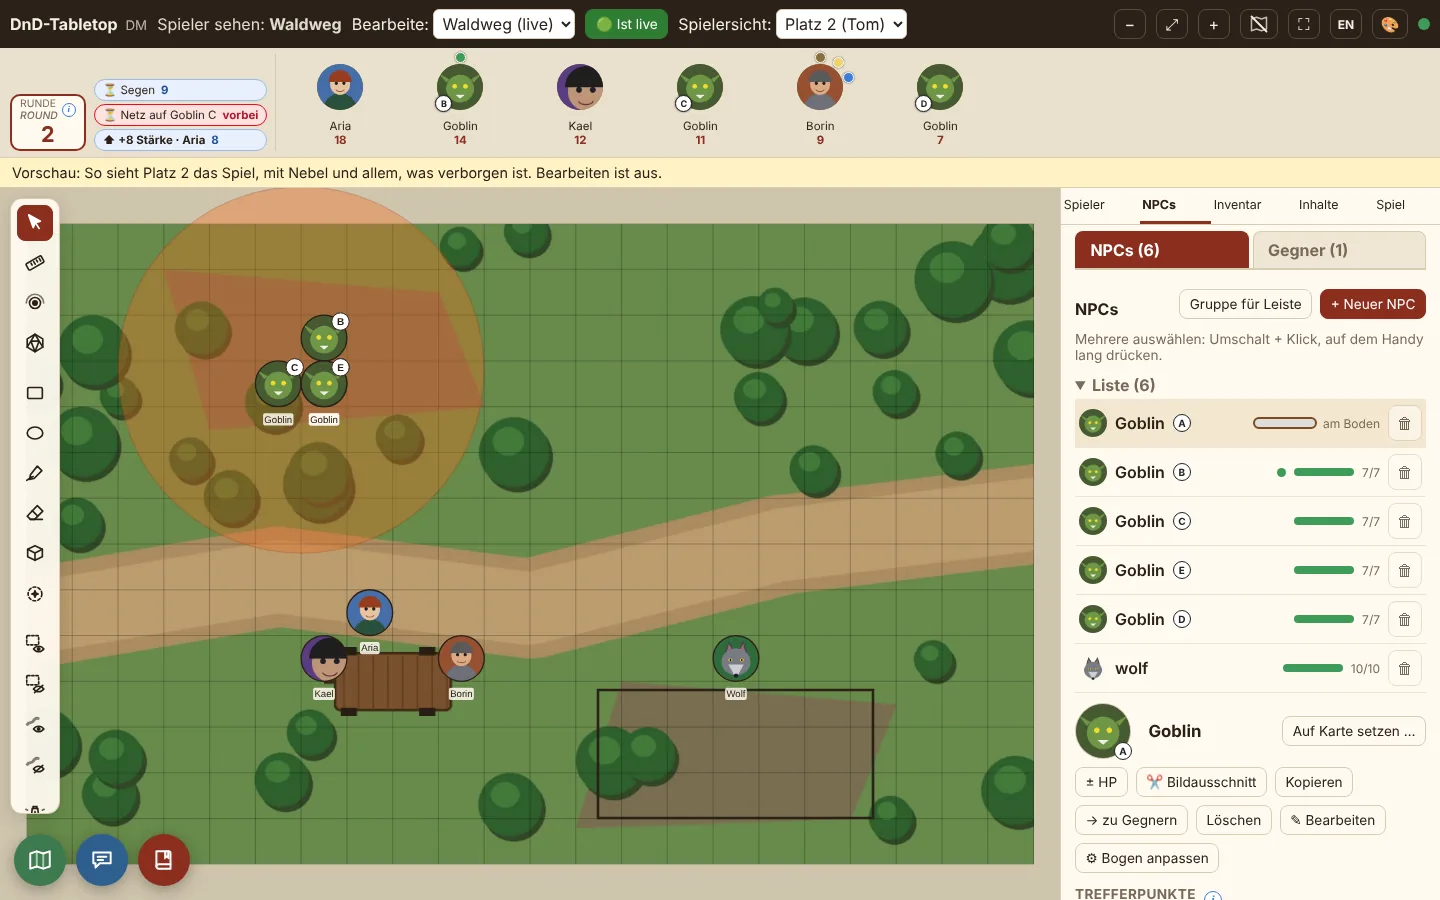 DnD-Tabletop DM Spieler sehen: Waldweg Bearbeite: Waldweg (live) Ist live Spielersicht: Platz 2 (Tom) − + EN
RUNDE
ROUND i
2
Segen 9
Netz auf Goblin C vorbei
+8 Stärke · Aria 8
B C D
Aria Goblin Kael Goblin Borin Goblin
18 14 12 11 9 7
Vorschau: So sieht Platz 2 das Spiel, mit Nebel und allem, was verborgen ist. Bearbeiten ist aus.
Spieler NPCs Inventar Inhalte Spiel
NPCs (6) Gegner (1)
NPCs Gruppe für Leiste + Neuer NPC
Mehrere auswählen: Umschalt + Klick, auf dem Handy
lang drücken.
▼ Liste (6)
Goblin A am Boden
Goblin B 7/7
Goblin C 7/7
Goblin E 7/7
Goblin D 7/7
wolf 10/10
Goblin Auf Karte setzen ...
A
± HP Bildausschnitt Kopieren
→ zu Gegnern Löschen ✎ Bearbeiten
⚙ Bogen anpassen
TREFFERPUNKTE i
B
C E
Goblin Goblin
Aria
Kael Borin Wolf